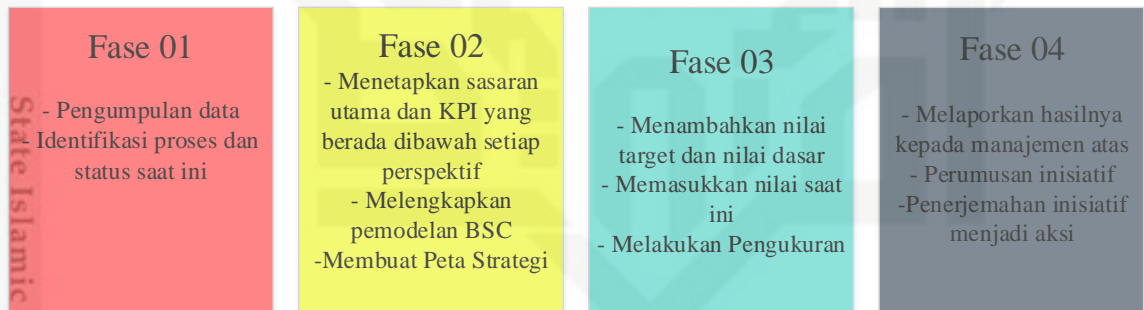 Fase 01
- Pengumpulan data
- Identifikasi proses dan
status saat ini
Fase 02
- Menetapkan sasaran
utama dan KPI yang
berada dibawah setiap
perspektif
- Melengkapkan
pemodelan BSC
-Membuat Peta Strategi
Fase 03
- Menambahkan nilai
target dan nilai dasar
- Memasukkan nilai saat
ini
- Melakukan Pengukuran
Fase 04
- Melaporkan hasilnya
kepada manajemen atas
- Perumusan inisiatif
-Penerjemahan inisiatif
menjadi aksi
State Islamic